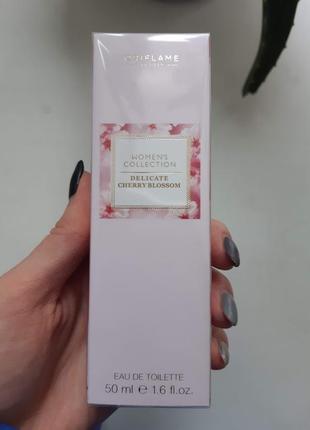 ORIFLAME
WOMEN'S
COLLECTION
DELICATE
CHERRY BLOSSOM
EAU DE TOILETTE
50 ml ℮ 1.6 fl.oz.